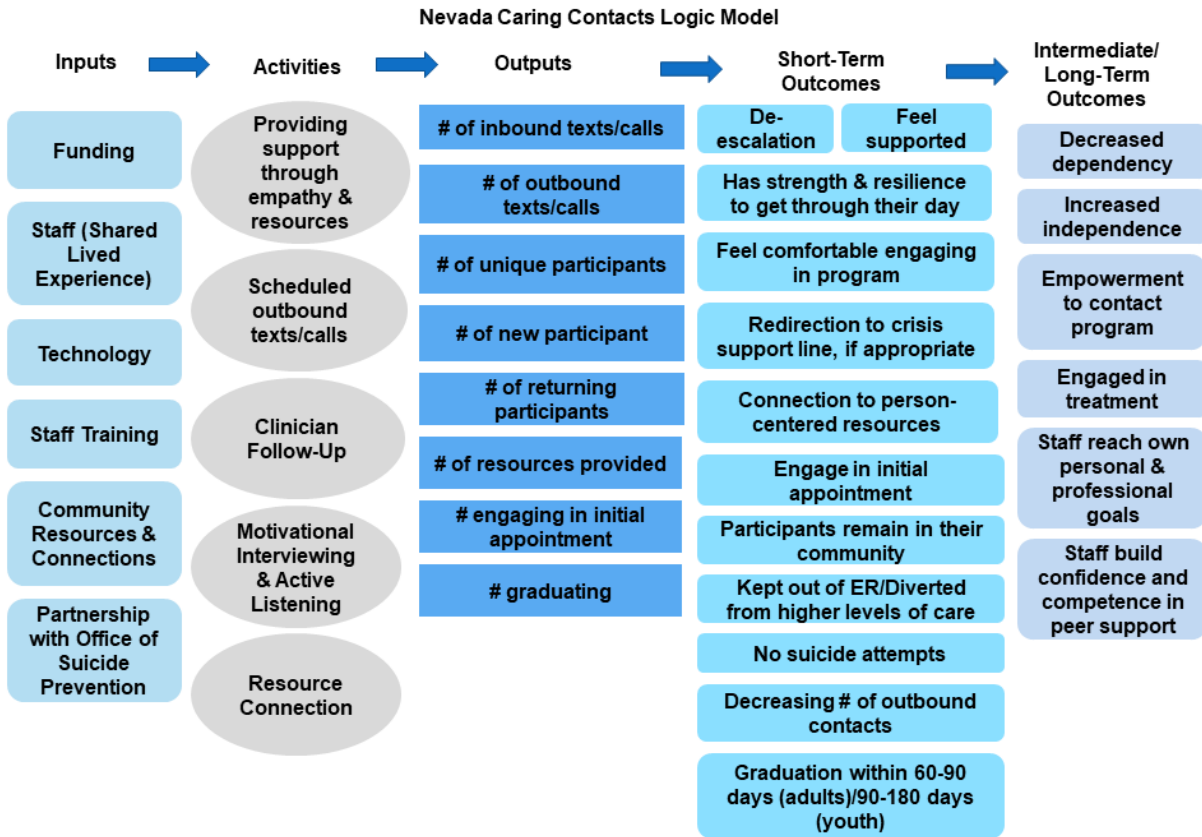 Nevada Caring Contacts Logic Model
Inputs
Activities
Outputs
Short-Term
Outcomes
Intermediate/
Long-Term
Outcomes
Funding
Staff (Shared
Lived
Experience)
Technology
Staff Training
Community
Resources &
Connections
Partnership
with Office of
Suicide
Prevention
Providing
support
through
empathy &
resources
Scheduled
outbound
texts/calls
Clinician
Follow-Up
Motivational
Interviewing
& Active
Listening
Resource
Connection
# of inbound texts/calls
# of outbound
texts/calls
# of unique participants
# of new participant
# of returning
participants
# of resources provided
# engaging in initial
appointment
# graduating
De-
escalation
Feel
supported
Has strength & resilience
to get through their day
Feel comfortable engaging
in program
Redirection to crisis
support line, if appropriate
Connection to person-
centered resources
Engage in initial
appointment
Participants remain in their
community
Kept out of ER/Diverted
from higher levels of care
No suicide attempts
Decreasing # of outbound
contacts
Graduation within 60-90
days (adults)/90-180 days
(youth)
Decreased
dependency
Increased
independence
Empowerment
to contact
program
Engaged in
treatment
Staff reach own
personal &
professional
goals
Staff build
confidence and
competence in
peer support